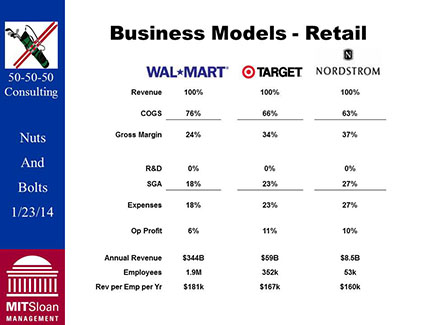 Business Models - Retail
50-50-50
Consulting
Nuts
And
Bolts
1/23/14
MITSloan
MANAGEMENT
WAL★MART® TARGET N NORDSTROM
Revenue 100% 100% 100%
COGS 76% 66% 63%
Gross Margin 24% 34% 37%
R&D 0% 0% 0%
SGA 18% 23% 27%
Expenses 18% 23% 27%
Op Profit 6% 11% 10%
Annual Revenue $344B $59B $8.5B
Employees 1.9M 352k 53k
Rev per Emp per Yr $181k $167k $160k